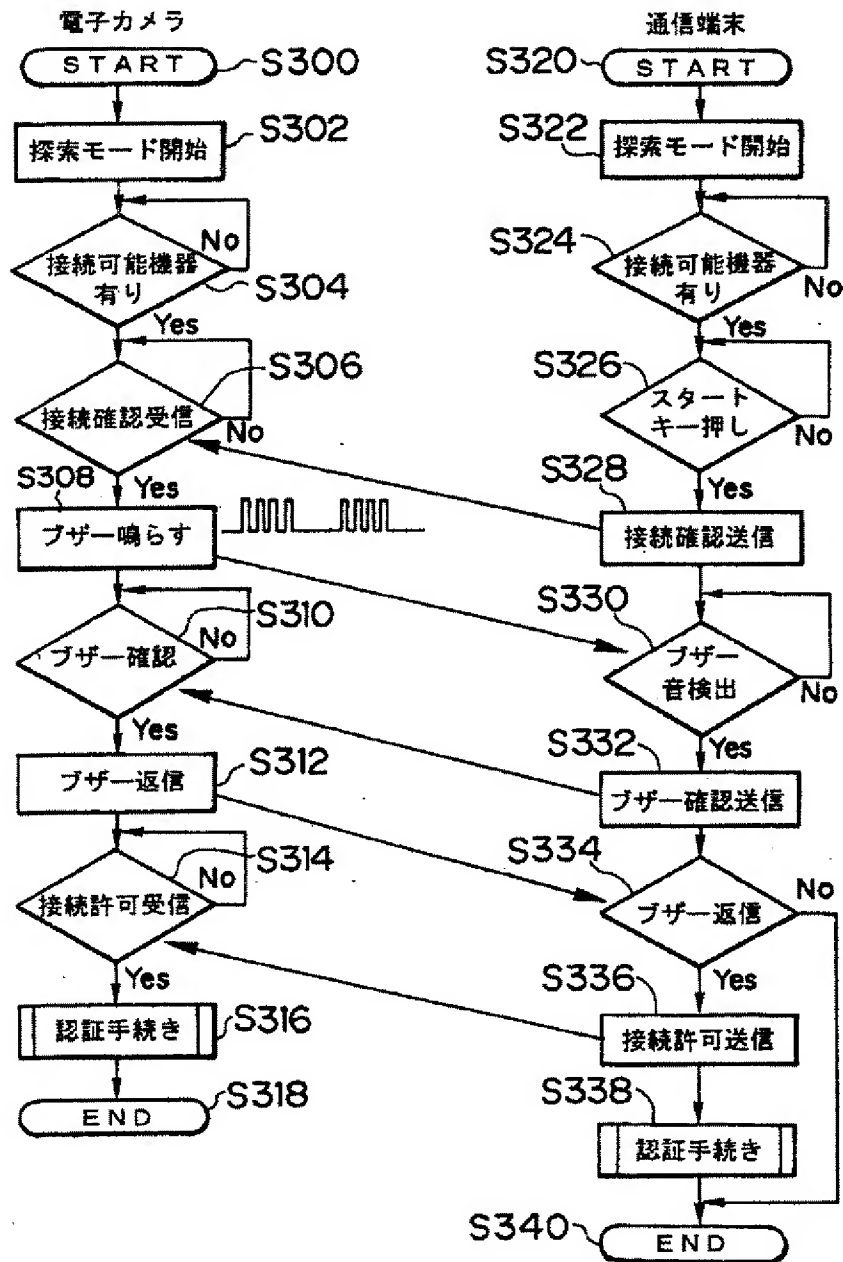 電子カメラ
START
S300
S302
探索モード開始
No
接続可能機器
有り
S304
Yes
S306
接続確認受信
No
S308
Yes
ブザー鳴らす
S310
No
ブザー確認
Yes
S312
ブザー返信
S314
No
接続許可受信
Yes
認証手続き
S316
END
S318
通信端末
S320
START
S322
探索モード開始
S324
接続可能機器
有り
No
Yes
S326
スタート
キー押し
No
S328
Yes
接続確認送信
S330
ブザー
音検出
No
S332
Yes
ブザー確認送信
S334
No
ブザー返信
S336
Yes
接続許可送信
S338
認証手続き
S340
END